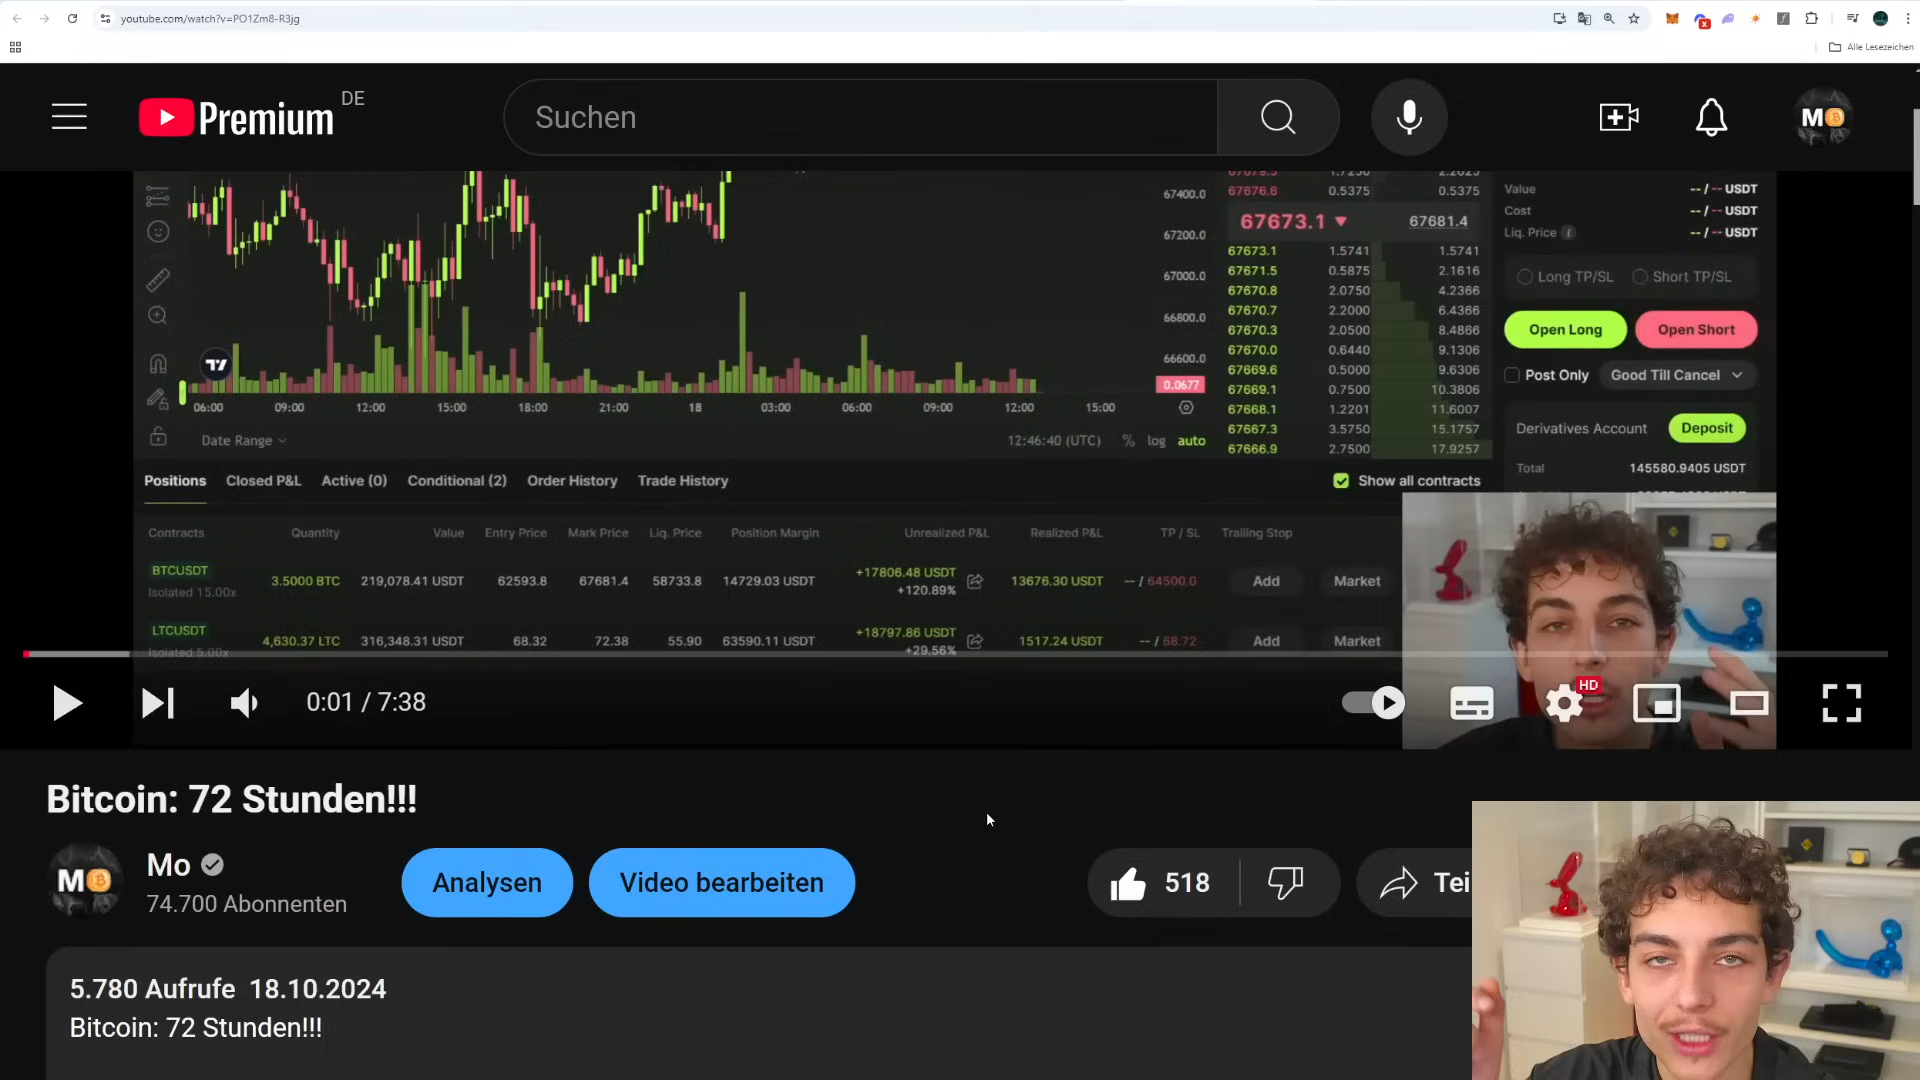 youtube.com/watch?v=PO1Zm8-R3jg
Alle Lesezeichen
Premium DE
Suchen
MO
67400.0
67200.0
67000.0
66800.0
66600.0
0.0677
06:00 09:00 12:00 15:00 18:00 21:00 18 03:00 06:00 09:00 12:00 15:00
Date Range
12:46:40 (UTC) % log auto
67676.6 0.5375 0.5375
67673.1 67681.4
67673.1 1.5741 1.5741
67671.5 0.5875 2.1616
67670.8 2.0750 4.2366
67670.7 2.2000 6.4366
67670.3 2.0500 8.4866
67670.0 0.6440 9.1306
67669.6 0.5000 9.6306
67669.1 0.7500 10.3806
67668.1 1.2201 11.6007
67667.3 3.5750 15.1757
67666.9 2.7500 17.9257
Value -- / -- USDT
Cost -- / -- USDT
Liq. Price -- / -- USDT
Long TP/SL Short TP/SL
Open Long Open Short
Post Only Good Till Cancel
Derivatives Account Deposit
Total 145580.9405 USDT
Positions Closed P&L Active (0) Conditional (2) Order History Trade History Show all contracts
Contracts Quantity Value Entry Price Mark Price Liq. Price Position Margin Unrealized P&L Realized P&L TP / SL Trailing Stop
BTCUSDT 3.5000 BTC 219,078.41 USDT 62593.8 67681.4 58733.8 14729.03 USDT +17806.48 USDT 13676.30 USDT -- / 64500.0 Add Market
Isolated 15.00x +120.89%
LTCUSDT 4,630.37 LTC 316,348.31 USDT 68.32 72.38 55.90 63590.11 USDT +18797.86 USDT 1517.24 USDT -- / 68.72 Add Market
Isolated 5.00x +29.56%
0:01 / 7:38
HD
Bitcoin: 72 Stunden!!!
MO
Mo
74.700 Abonnenten
Analysen
Video bearbeiten
518
Tei
5.780 Aufrufe 18.10.2024
Bitcoin: 72 Stunden!!!